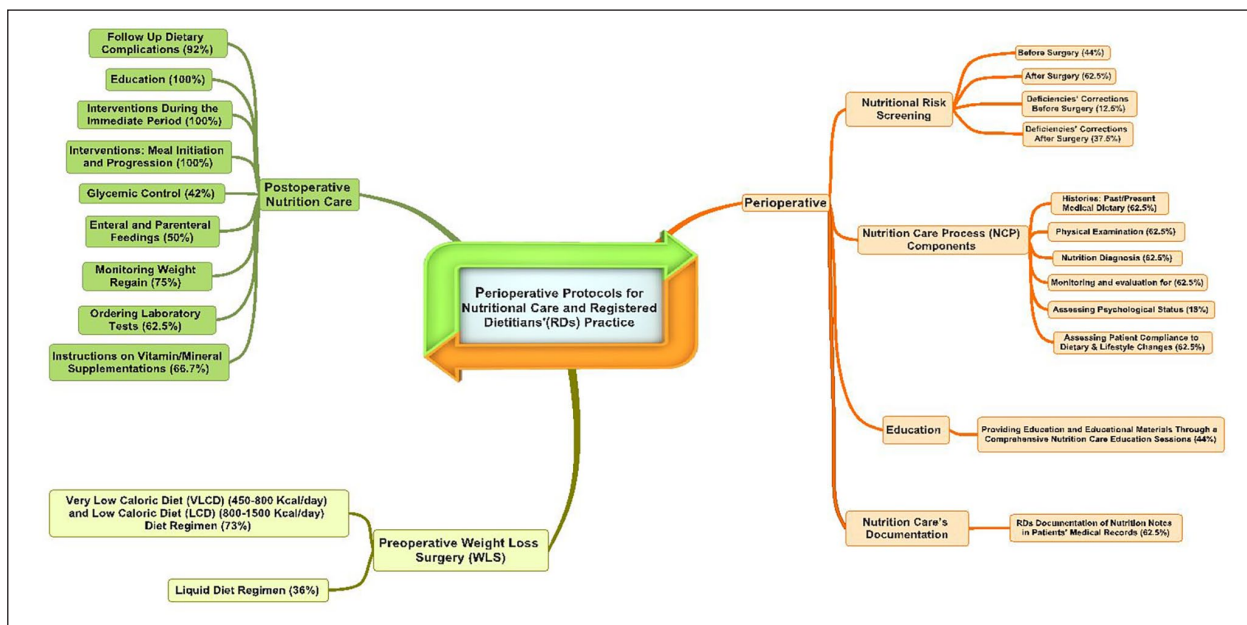 Follow Up Dietary
Complications (92%)
Education (100%)
Interventions During the
Immediate Period (100%)
Interventions: Meal Initiation
and Progression (100%)
Glycemic Control (42%)
Enteral and Parenteral
Feedings (50%)
Monitoring Weight
Regain (75%)
Ordering Laboratory
Tests (62.5%)
Instructions on Vitamin/Mineral
Supplementations (66.7%)
Postoperative
Nutrition Care
Perioperative Protocols for
Nutritional Care and Registered
Dietitians'(RDs) Practice
Very Low Caloric Diet (VLCD) (450-800 Kcal/day)
and Low Caloric Diet (LCD) (800-1500 Kcal/day)
Diet Regimen (73%)
Liquid Diet Regimen (36%)
Preoperative Weight Loss
Surgery (WLS)
Perioperative
Nutritional Risk
Screening
Before Surgery (44%)
After Surgery (62.5%)
Deficiencies' Corrections
Before Surgery (12.5%)
Deficiencies' Corrections
After Surgery (37.5%)
Nutrition Care Process (NCP)
Components
Histories: Past/Present
Medical Dietary (62.5%)
Physical Examination (62.5%)
Nutrition Diagnosis (62.5%)
Monitoring and evaluation for (62.5%)
Assessing Psychological Status (18%)
Assessing Patient Compliance to
Dietary & Lifestyle Changes (62.5%)
Education
Providing Education and Educational Materials Through a
Comprehensive Nutrition Care Education Sessions (44%)
Nutrition Care's
Documentation
RDs Documentation of Nutrition Notes
in Patients' Medical Records (62.5%)